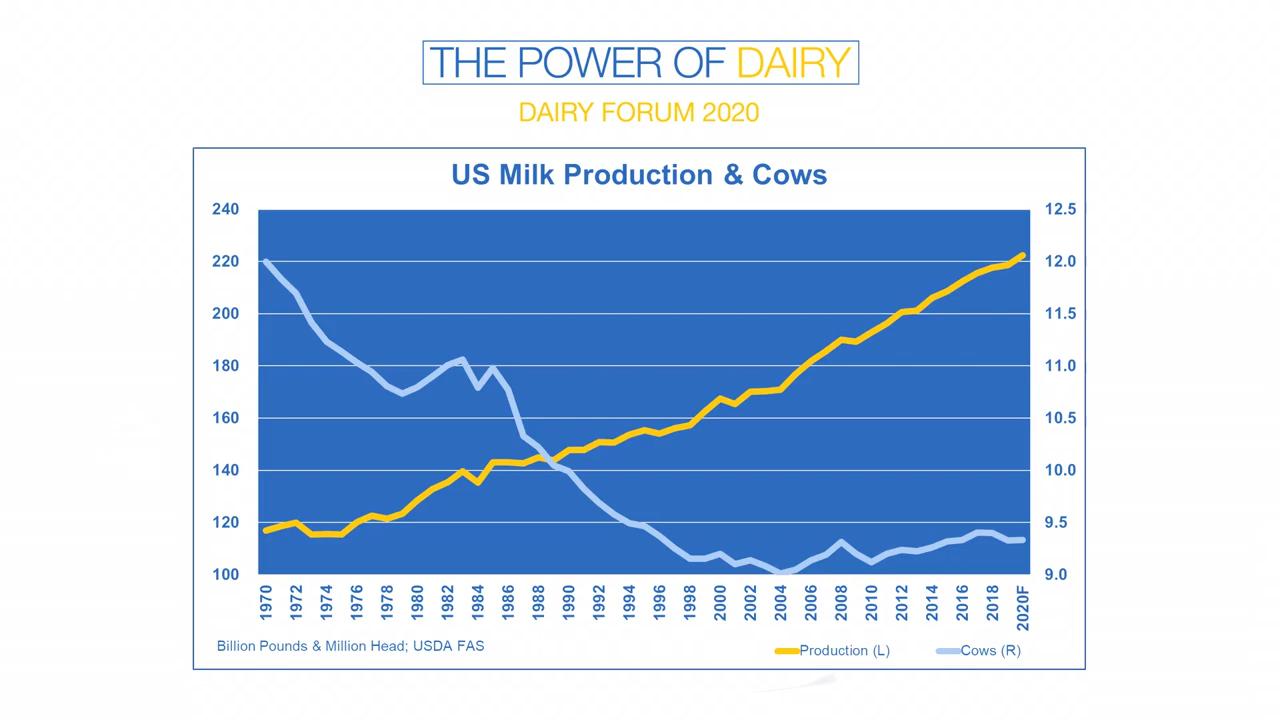 THE POWER OF DAIRY
DAIRY FORUM 2020
US Milk Production & Cows
240
220
200
180
160
140
120
100
12.5
12.0
11.5
11.0
10.5
10.0
9.5
9.0
1970 1972 1974 1976 1978 1980 1982 1984 1986 1988 1990 1992 1994 1996 1998 2000 2002 2004 2006 2008 2010 2012 2014 2016 2018 2020F
Billion Pounds & Million Head; USDA FAS
Production (L) Cows (R)